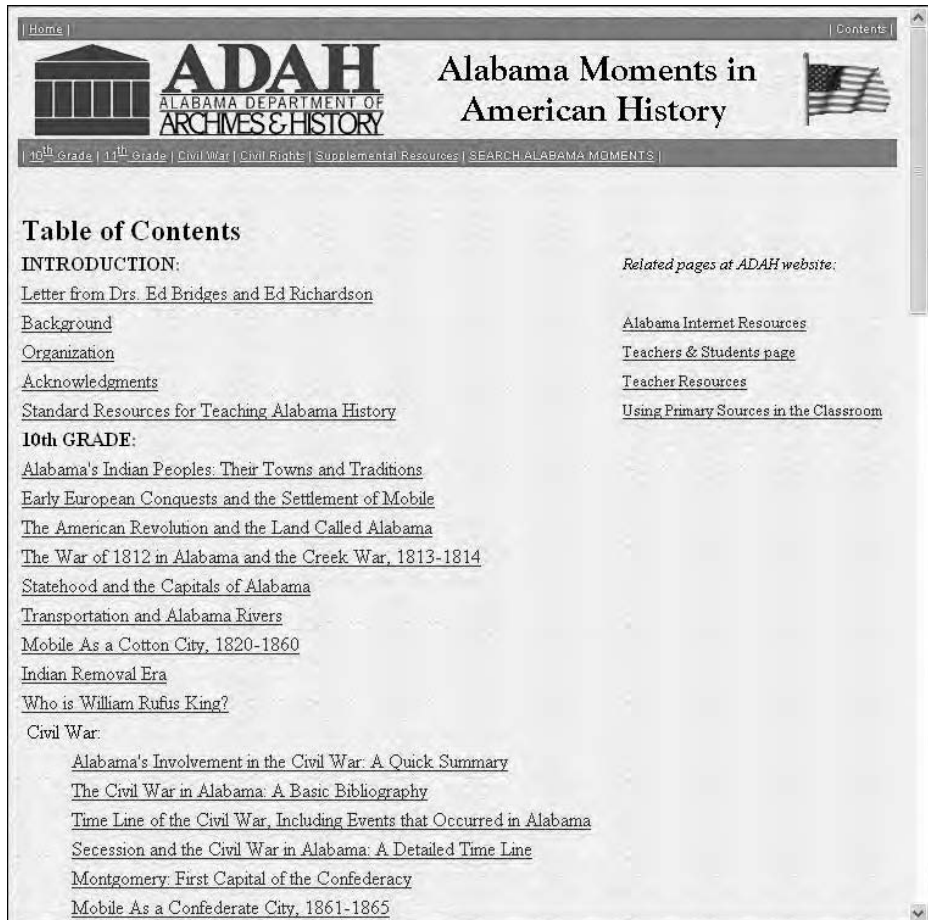 | Home | | Contents |
ADAH
ALABAMA DEPARTMENT OF
ARCHIVES & HISTORY
Alabama Moments in
American History
| 10th Grade | 11th Grade | Civil War | Civil Rights | Supplemental Resources | SEARCH ALABAMA MOMENTS |
Table of Contents
INTRODUCTION:
Letter from Drs. Ed Bridges and Ed Richardson
Background
Organization
Acknowledgments
Standard Resources for Teaching Alabama History
Related pages at ADAH website:
Alabama Internet Resources
Teachers & Students page
Teacher Resources
Using Primary Sources in the Classroom
10th GRADE:
Alabama's Indian Peoples: Their Towns and Traditions
Early European Conquests and the Settlement of Mobile
The American Revolution and the Land Called Alabama
The War of 1812 in Alabama and the Creek War, 1813-1814
Statehood and the Capitals of Alabama
Transportation and Alabama Rivers
Mobile As a Cotton City, 1820-1860
Indian Removal Era
Who is William Rufus King?
Civil War:
Alabama's Involvement in the Civil War: A Quick Summary
The Civil War in Alabama: A Basic Bibliography
Time Line of the Civil War, Including Events that Occurred in Alabama
Secession and the Civil War in Alabama: A Detailed Time Line
Montgomery: First Capital of the Confederacy
Mobile As a Confederate City, 1861-1865